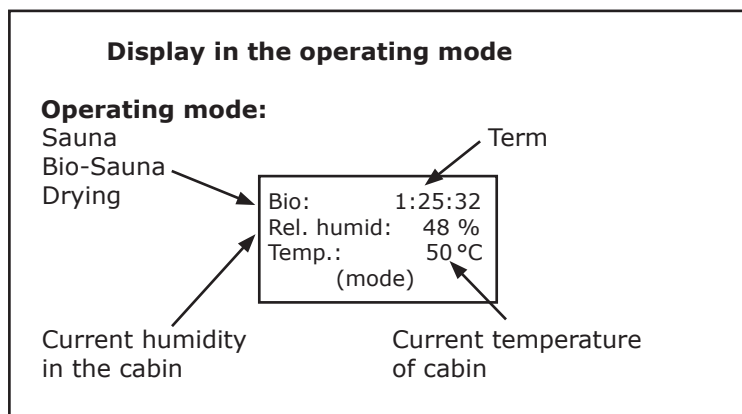 Display in the operating mode
Operating mode:
Sauna
Bio-Sauna
Drying
Term
Bio: 1:25:32
Rel. humid: 48 %
Temp.: 50 °C
(mode)
Current humidity
in the cabin
Current temperature
of cabin